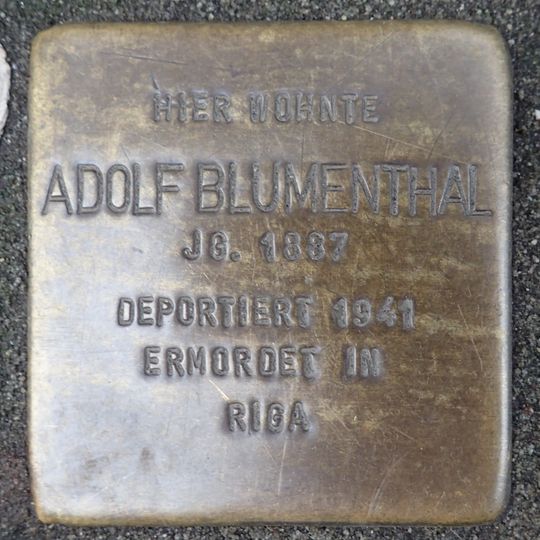 HIER WOHNTE
ADOLF BLUMENTHAL
JG. 1887
DEPORTIERT 1941
ERMORDET IN
RIGA